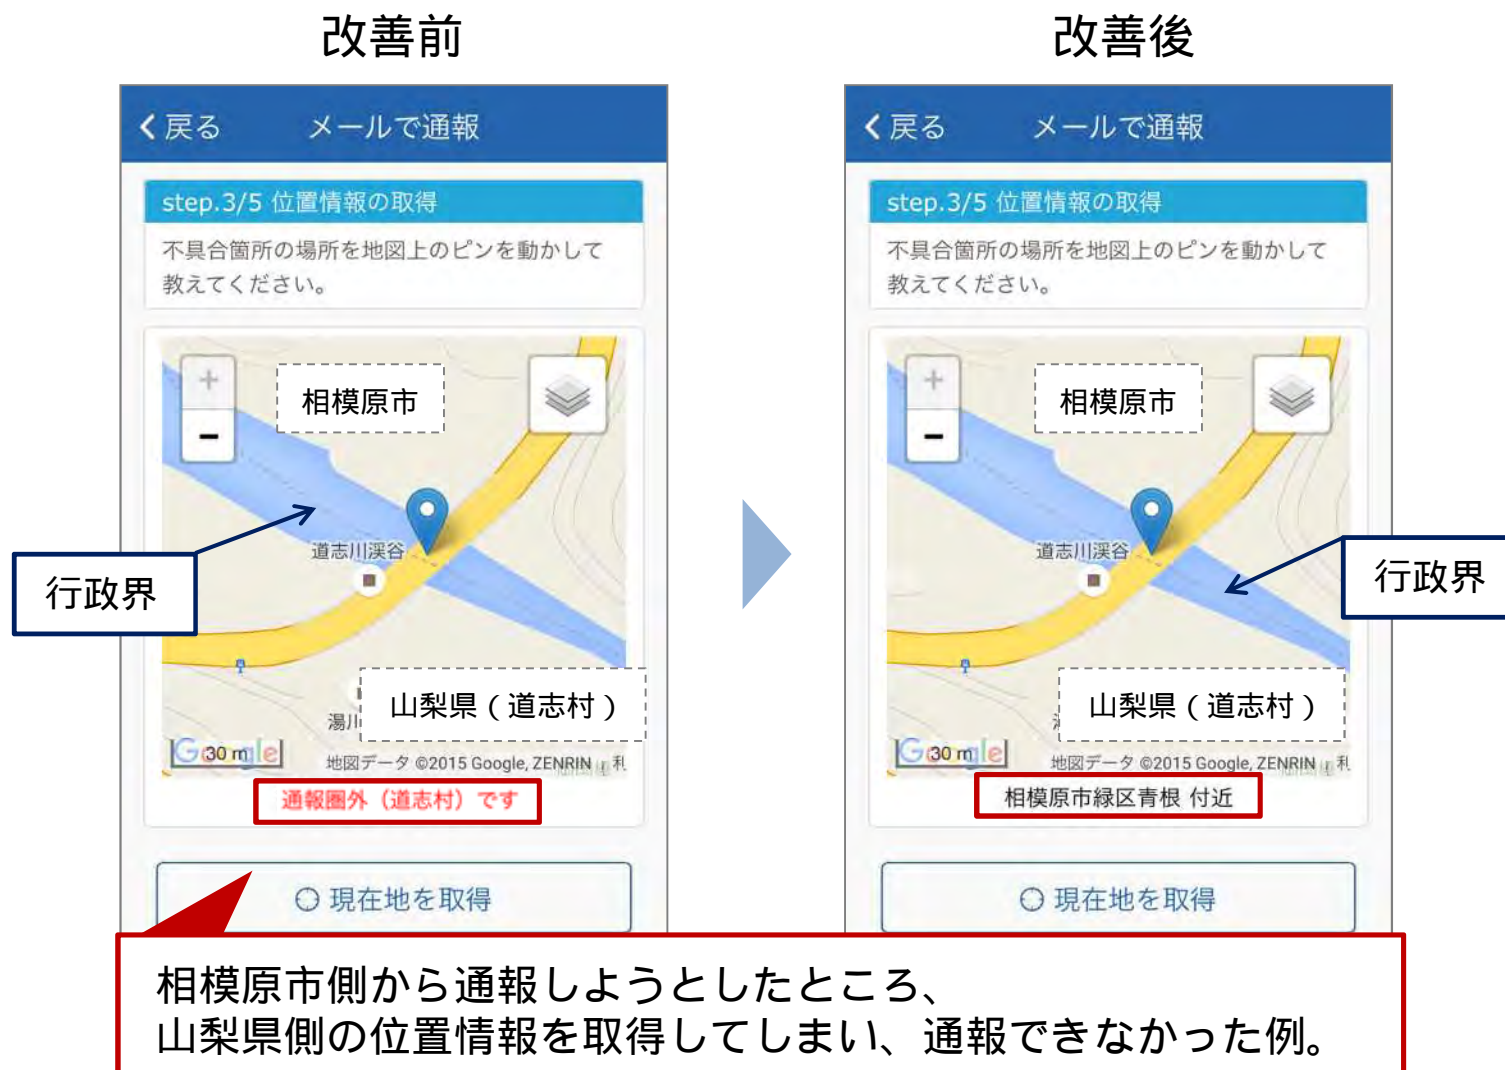 改善前
改善後
戻る
メールで通報
step.3/5 位置情報の取得
不具合箇所の場所を地図上のピンを動かして
教えてください。
+
-
相模原市
道志川渓谷
行政界
山梨県（道志村）
湯川
Google
30 m
地図データ ©2015 Google, ZENRIN
通報圏外（道志村）です
現在地を取得
戻る
メールで通報
step.3/5 位置情報の取得
不具合箇所の場所を地図上のピンを動かして
教えてください。
+
-
相模原市
道志川渓谷
行政界
山梨県（道志村）
Google
30 m
地図データ ©2015 Google, ZENRIN
相模原市緑区青根 付近
現在地を取得
相模原市側から通報しようとしたところ、
山梨県側の位置情報を取得してしまい、通報できなかった例。